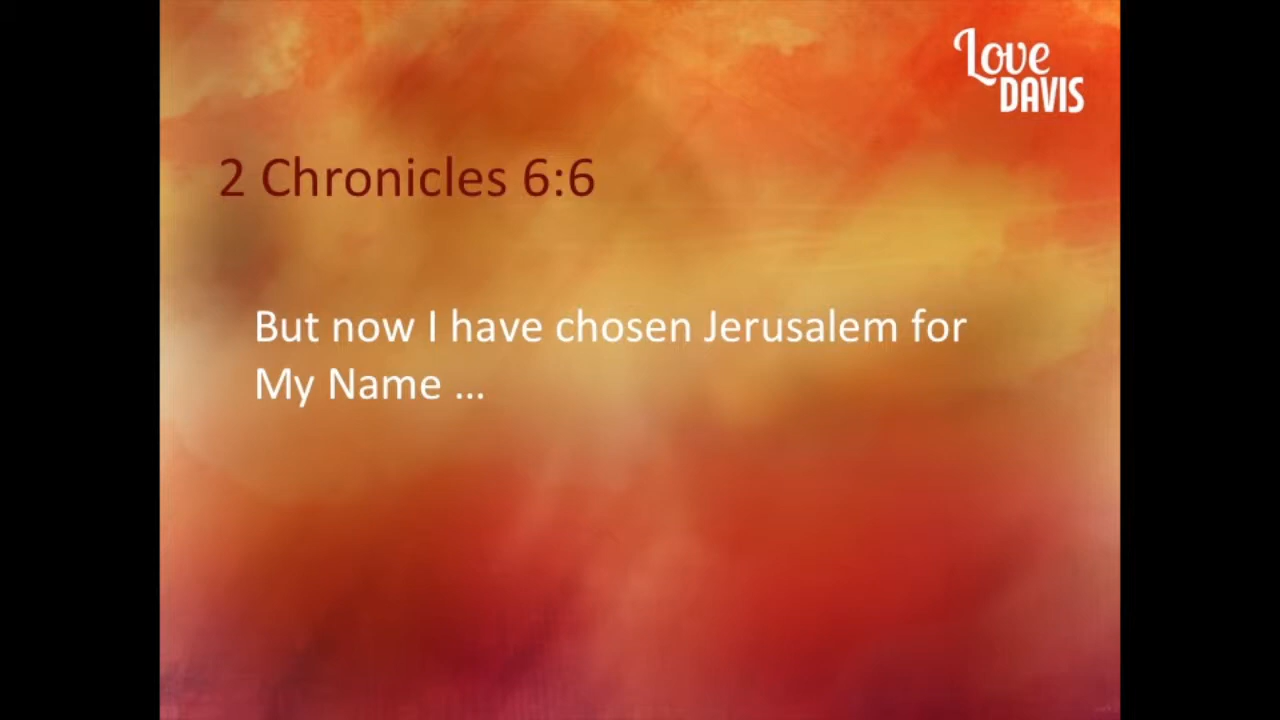 Love
DAVIS
2 Chronicles 6:6
But now I have chosen Jerusalem for
My Name ...